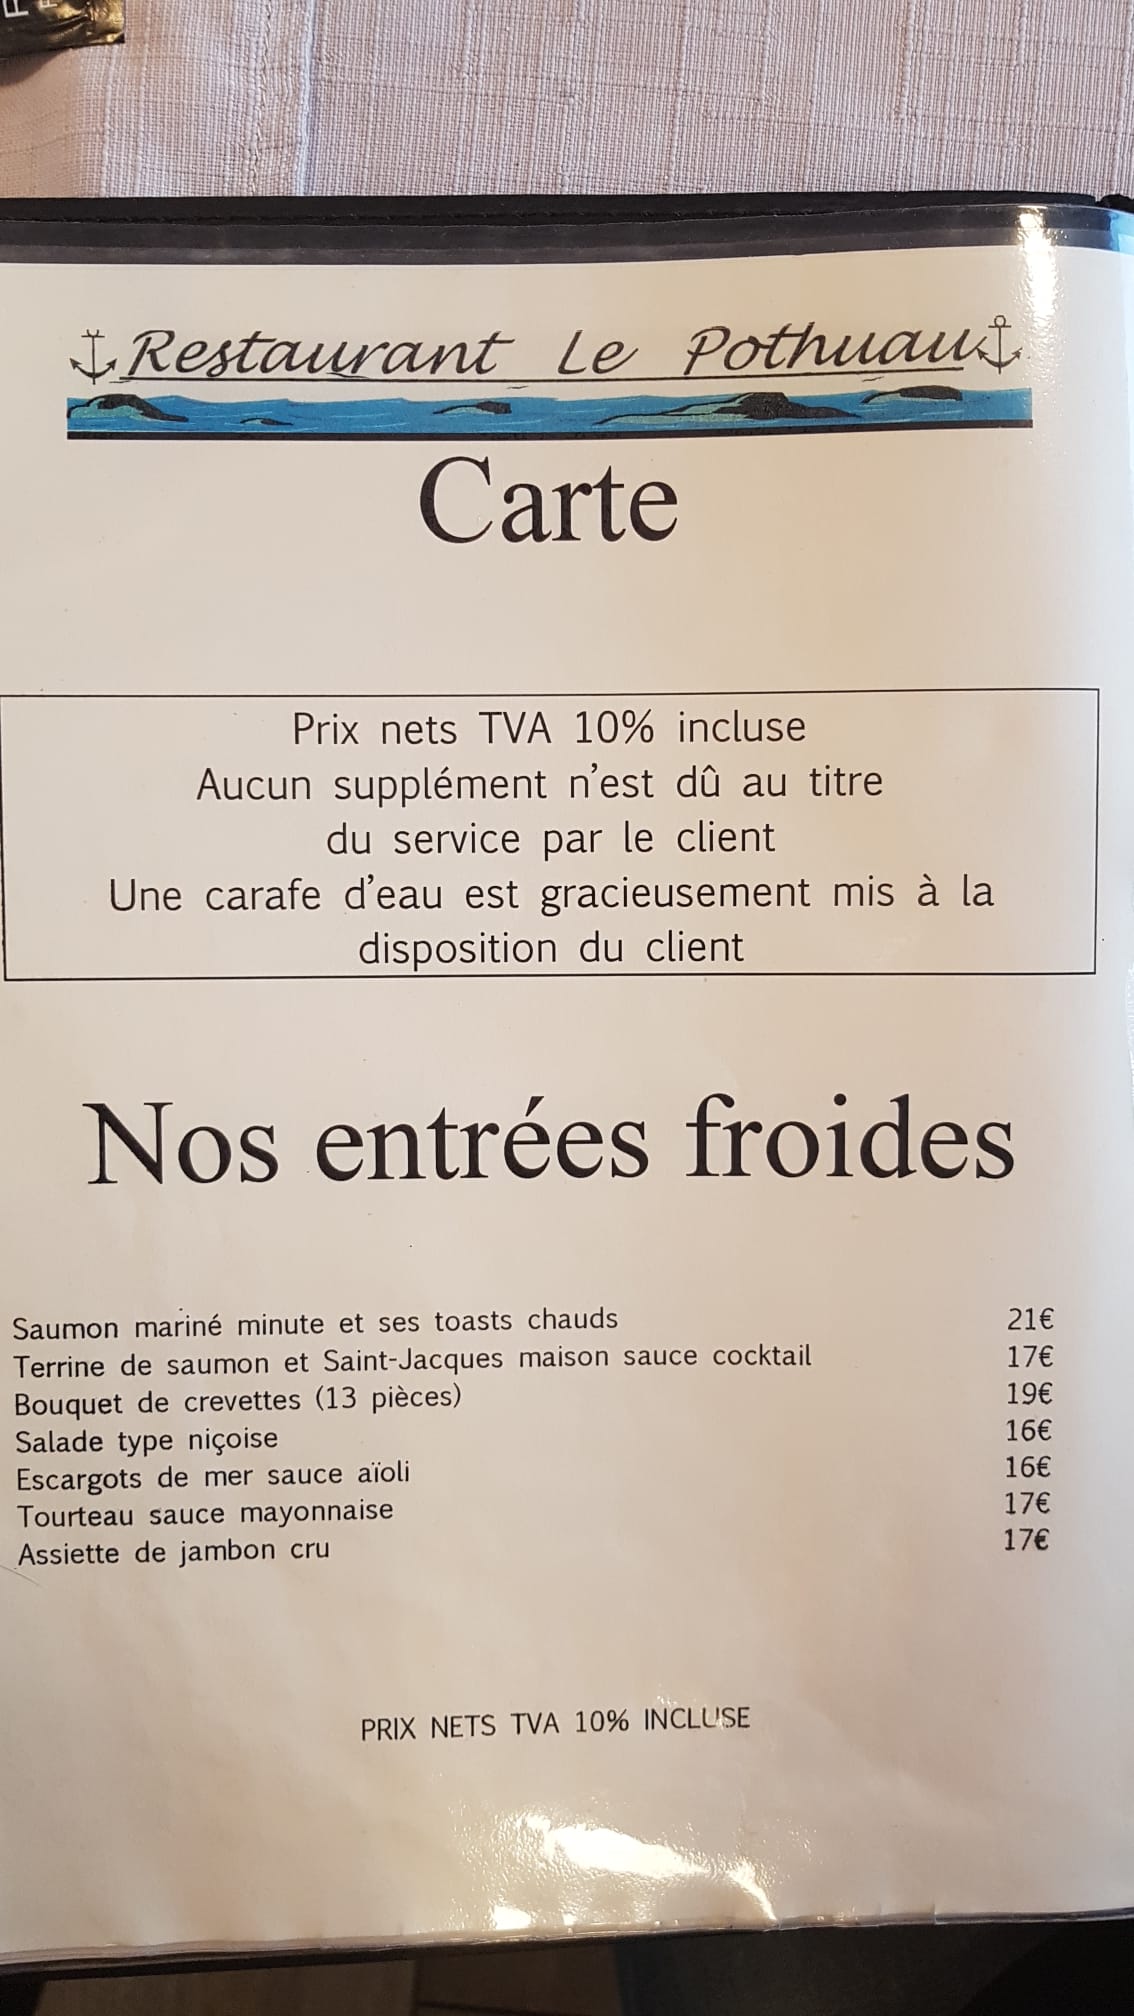 Restaurant Le Pothuau
Carte
Prix nets TVA 10% incluse
Aucun supplément n'est dû au titre
du service par le client
Une carafe d'eau est gracieusement mis à la
disposition du client
Nos entrées froides
Saumon mariné minute et ses toasts chauds 21€
Terrine de saumon et Saint-Jacques maison sauce cocktail 17€
Bouquet de crevettes (13 pièces) 19€
Salade type niçoise 16€
Escargots de mer sauce aïoli 16€
Tourteau sauce mayonnaise 17€
Assiette de jambon cru 17€
PRIX NETS TVA 10% INCLUSE